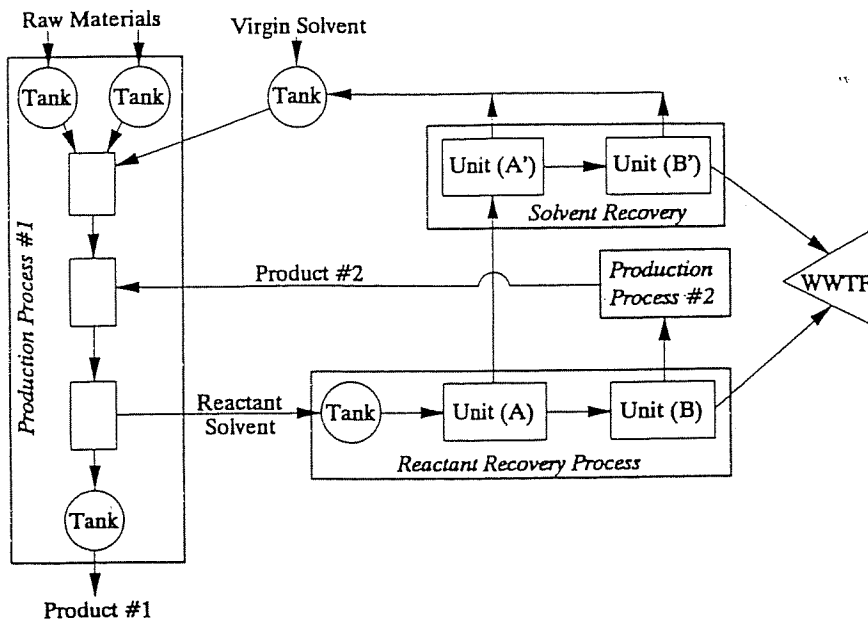 Raw Materials
Virgin Solvent
Tank
Tank
Tank
Unit (A')
Unit (B')
Solvent Recovery
Production Process #1
Product #2
Production
Process #2
WWTF
Reactant
Solvent
Tank
Unit (A)
Unit (B)
Reactant Recovery Process
Tank
Product #1